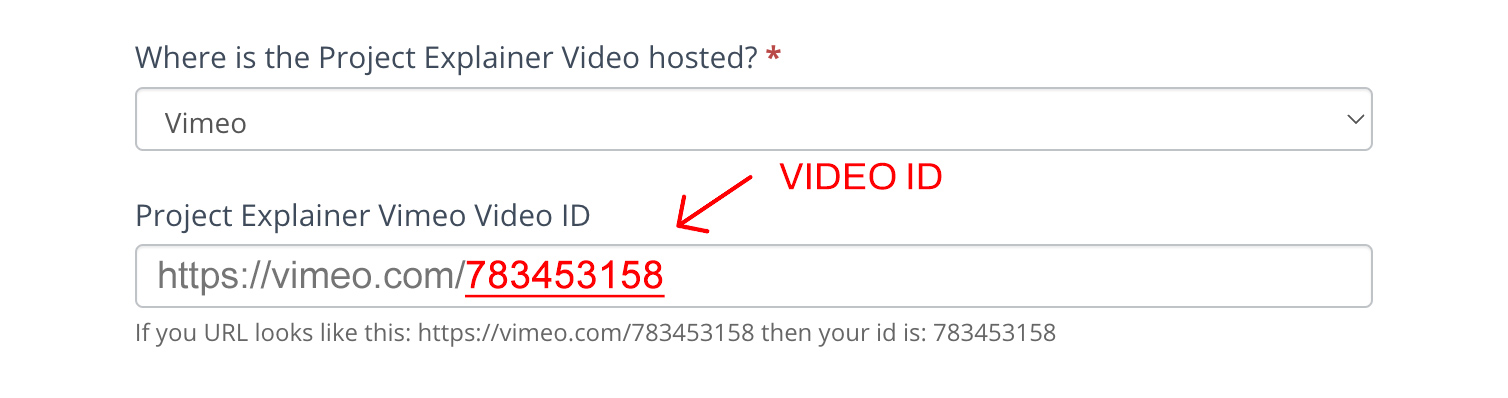 Where is the Project Explainer Video hosted? *
Vimeo
VIDEO ID
Project Explainer Vimeo Video ID
https://vimeo.com/783453158
If you URL looks like this: https://vimeo.com/783453158 then your id is: 783453158